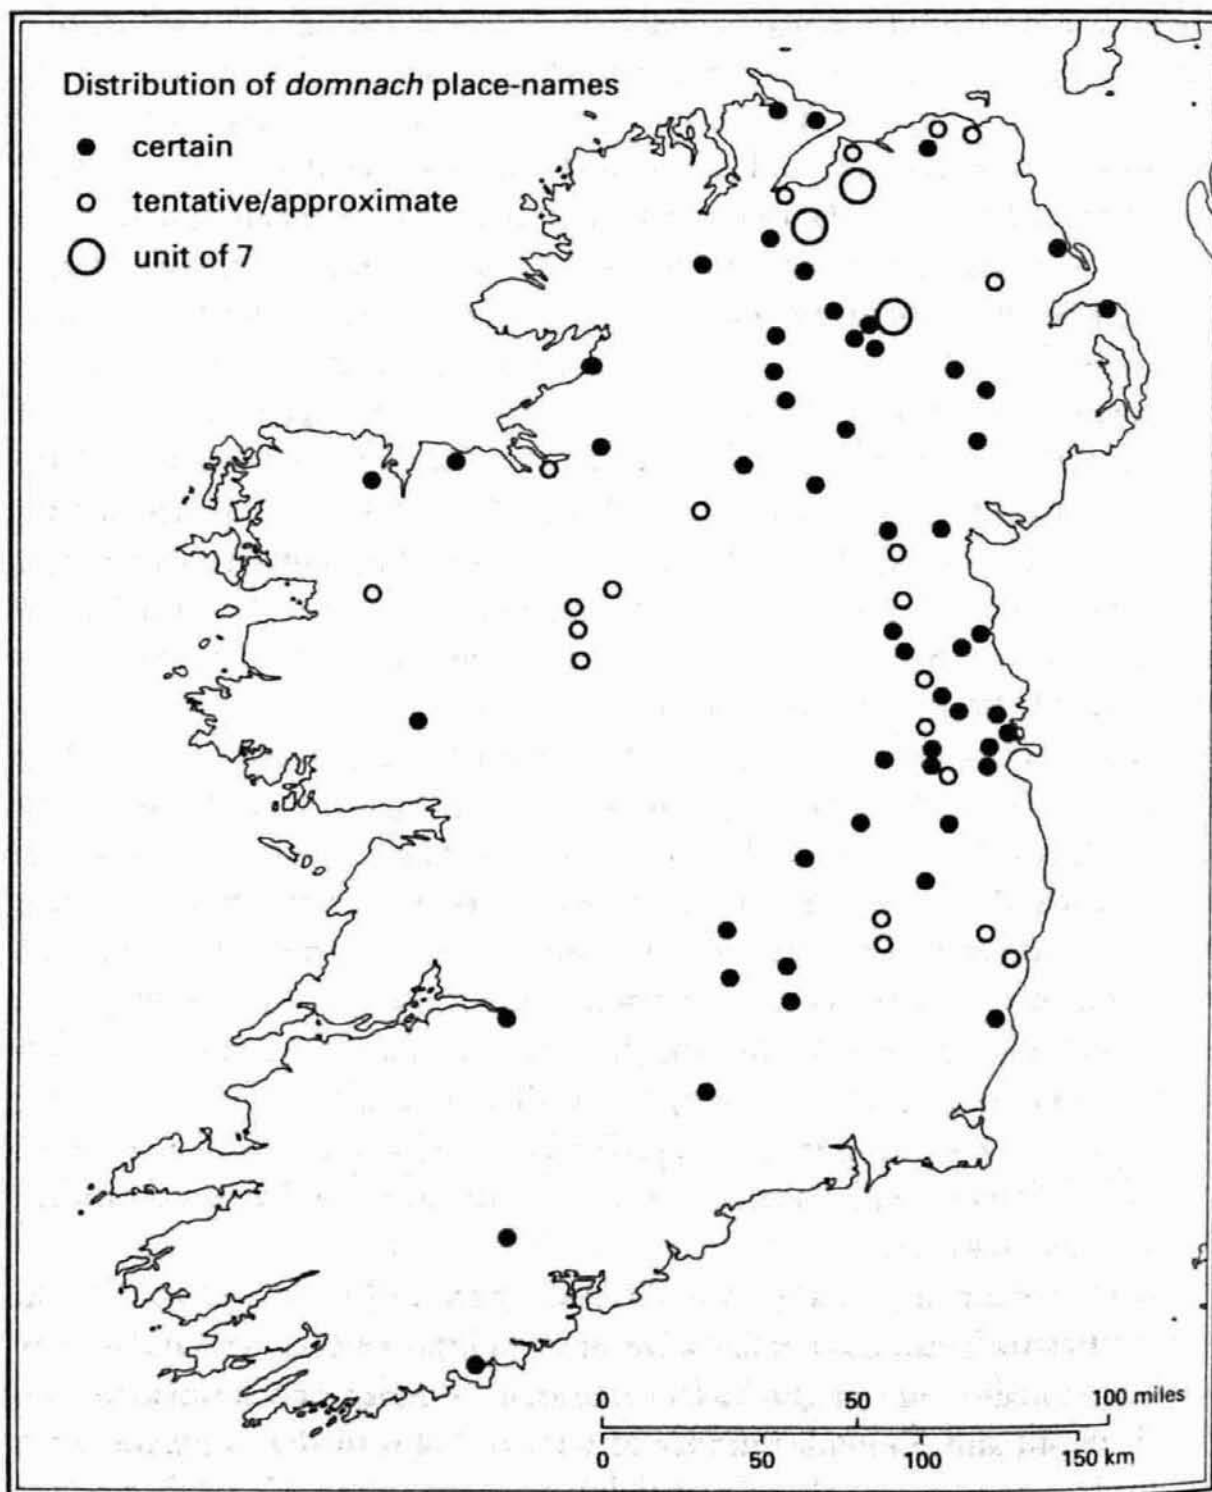 Distribution of domnach place-names
certain
tentative/approximate
unit of 7
0 50 100 miles
0 50 100 150 km